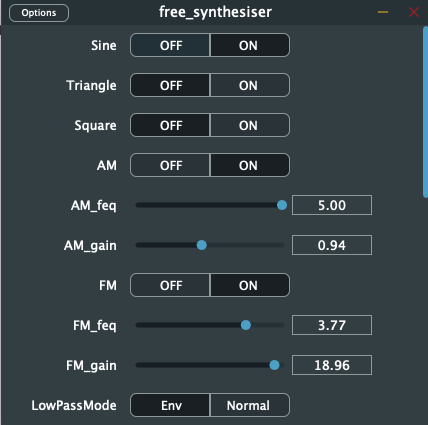 Options free_synthesiser
Sine OFF ON
Triangle OFF ON
Square OFF ON
AM OFF ON
AM_feq 5.00
AM_gain 0.94
FM OFF ON
FM_feq 3.77
FM_gain 18.96
LowPassMode Env Normal